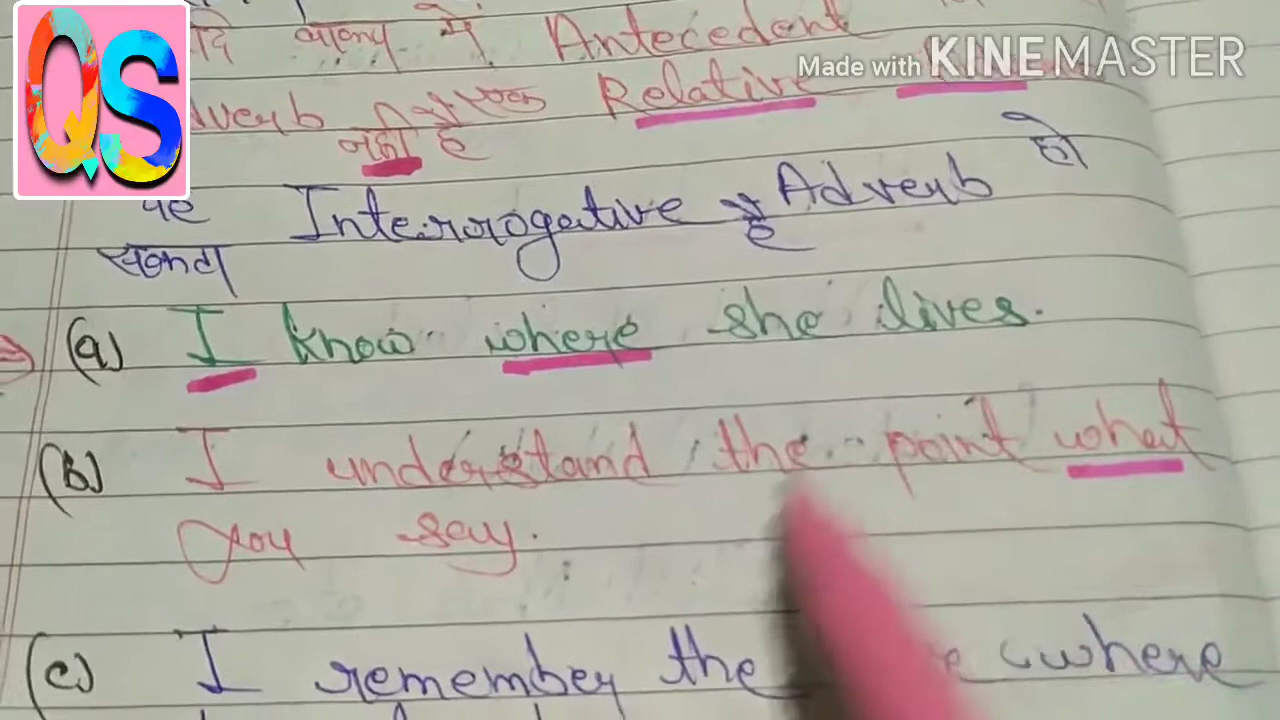 QS
Made with KINEMASTER
वाक्य में Antecedent
नहीं है Relative
Interrogative Adverb हो
है
(a) I know where she lives.
(b) I understand the point what
you say.
(c) I remember the where